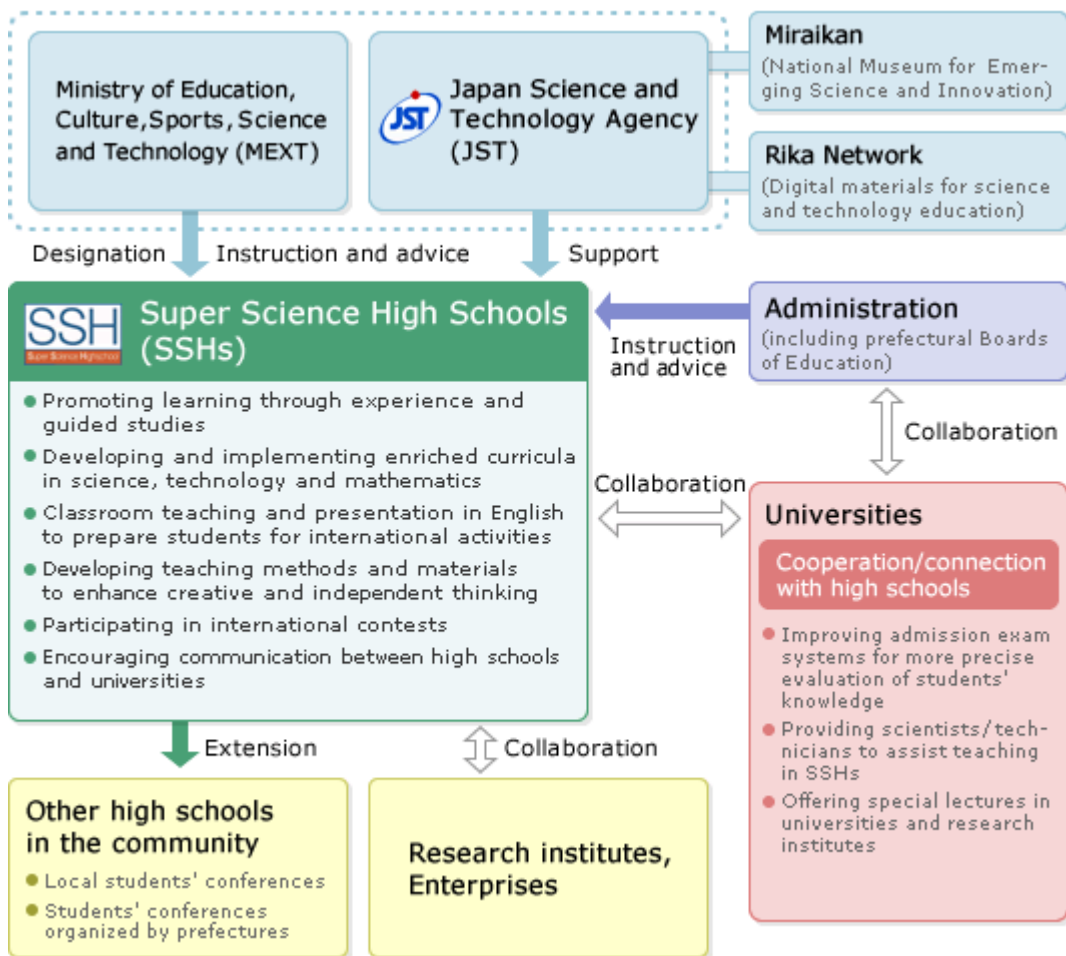 Ministry of Education,
Culture,Sports, Science
and Technology (MEXT)
JST
Japan Science and
Technology Agency
(JST)
Miraikan
(National Museum for Emer-
ging Science and Innovation)
Rika Network
(Digital materials for science
and technology education)
Designation
Instruction and advice
Support
SSH
Super Science Highschool
Super Science High Schools
(SSHs)
• Promoting learning through experience and
guided studies
• Developing and implementing enriched curricula
in science, technology and mathematics
• Classroom teaching and presentation in English
to prepare students for international activities
• Developing teaching methods and materials
to enhance creative and independent thinking
• Participating in international contests
• Encouraging communication between high schools
and universities
Instruction
and advice
Administration
(including prefectural Boards
of Education)
Collaboration
Collaboration
Universities
Cooperation/connection
with high schools
• Improving admission exam
systems for more precise
evaluation of students'
knowledge
• Providing scientists/tech-
nicians to assist teaching
in SSHs
• Offering special lectures in
universities and research
institutes
Extension
Collaboration
Other high schools
in the community
• Local students' conferences
• Students' conferences
organized by prefectures
Research institutes,
Enterprises